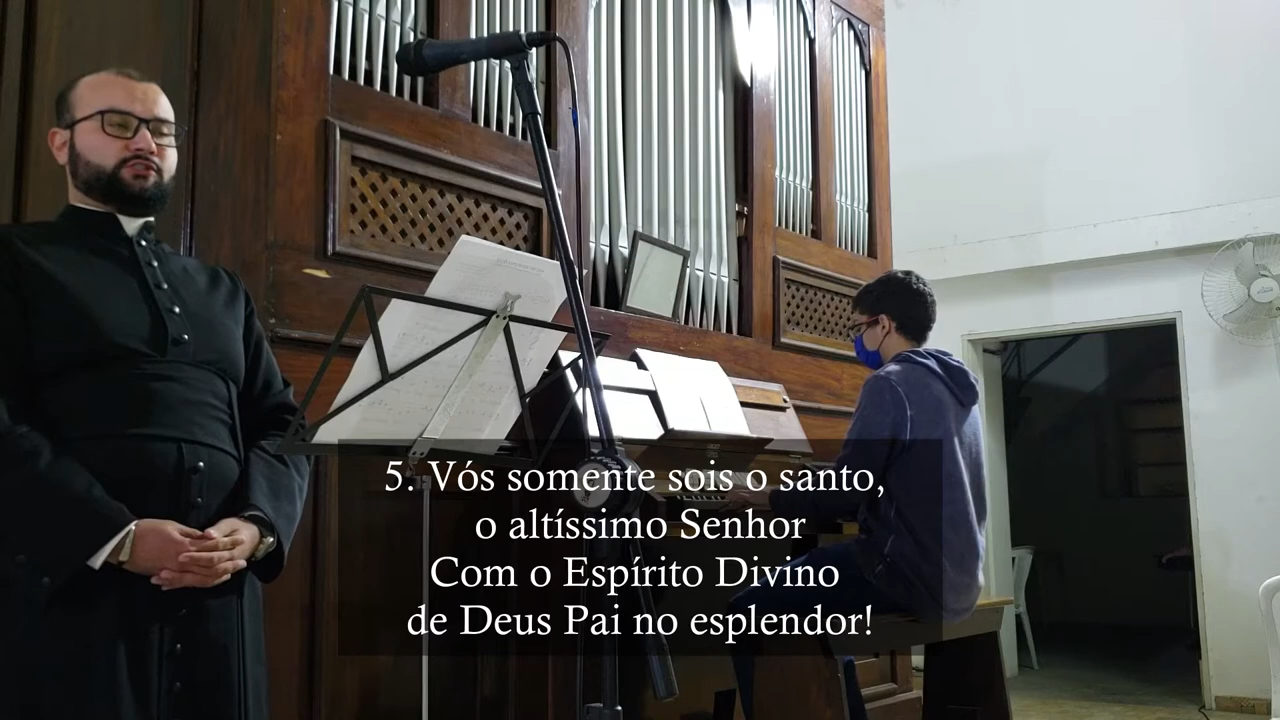 5. Vós somente sois o santo,
o altíssimo Senhor
Com o Espírito Divino
de Deus Pai no esplendor!